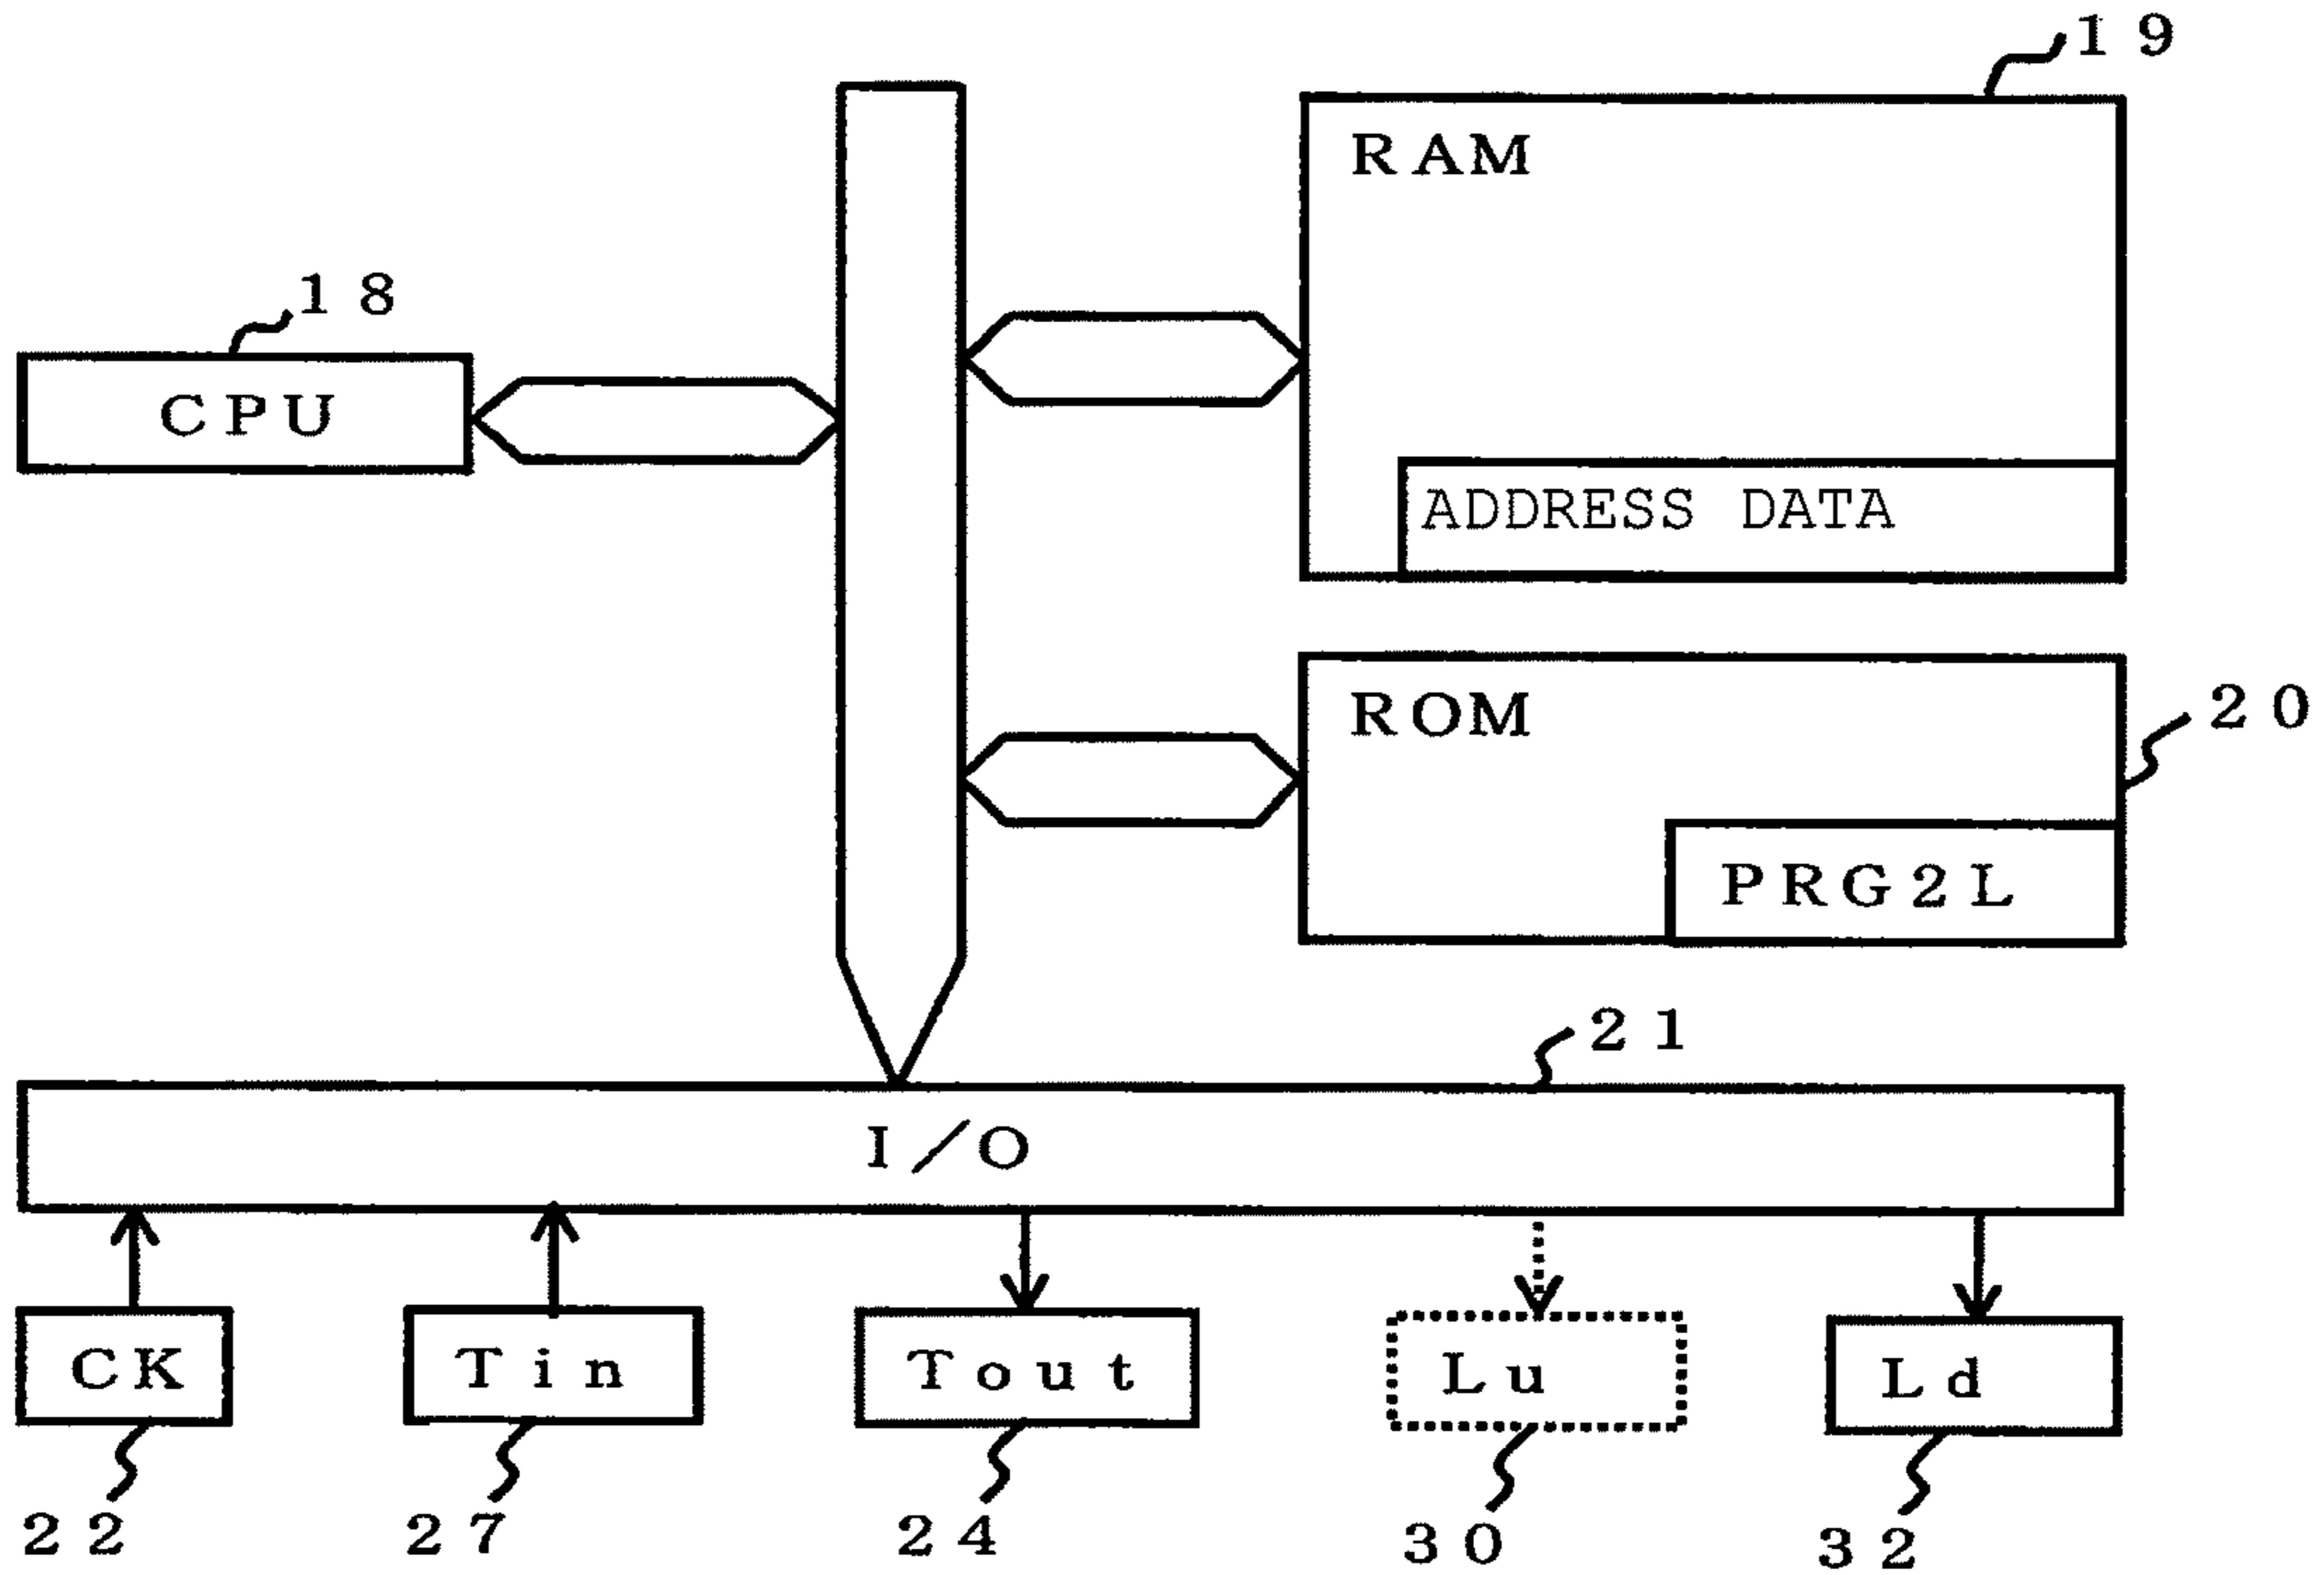 19
RAM
18
CPU
ADDRESS DATA
20
ROM
PRG2L
21
I/O
CK
Tin
Tout
Lu
Ld
22
27
24
30
32